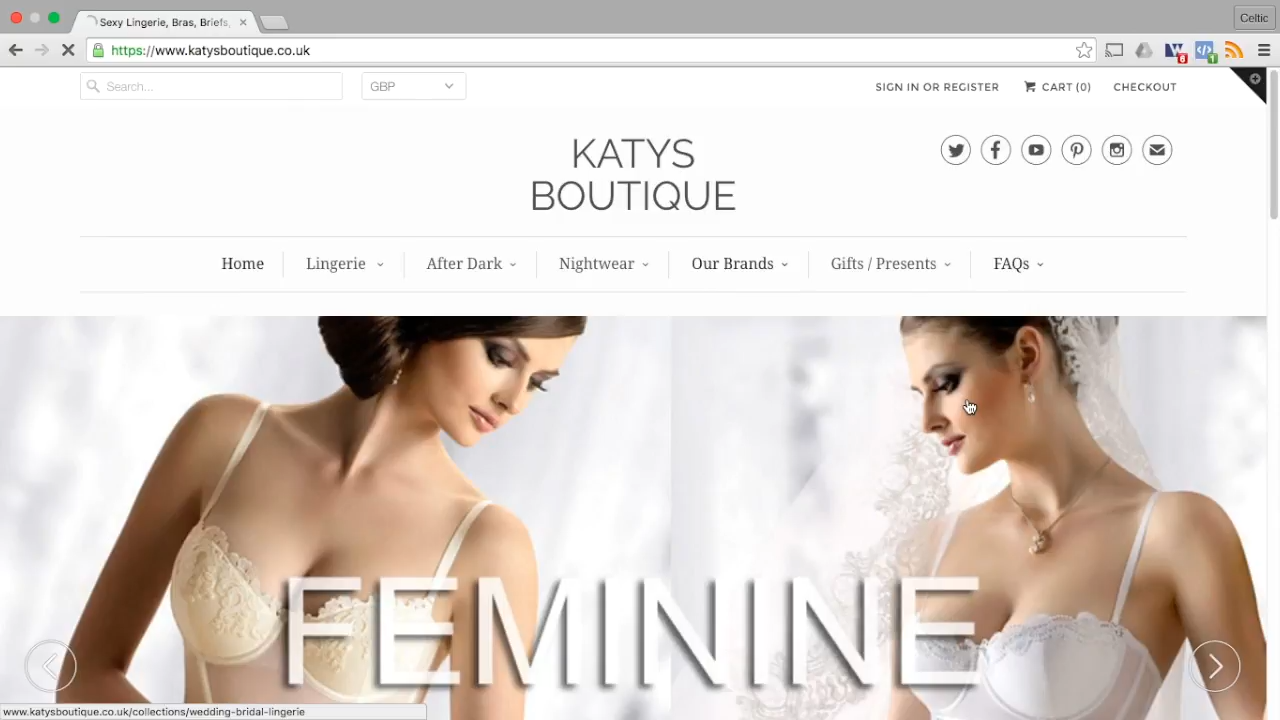 Sexy Lingerie, Bras, Briefs,
Celtic
https://www.katysboutique.co.uk
6
1
Search...
GBP
SIGN IN OR REGISTER
CART (0)
CHECKOUT
KATYS
BOUTIQUE
Home
Lingerie
After Dark
Nightwear
Our Brands
Gifts / Presents
FAQs
FEMININE
www.katysboutique.co.uk/collections/wedding-bridal-lingerie